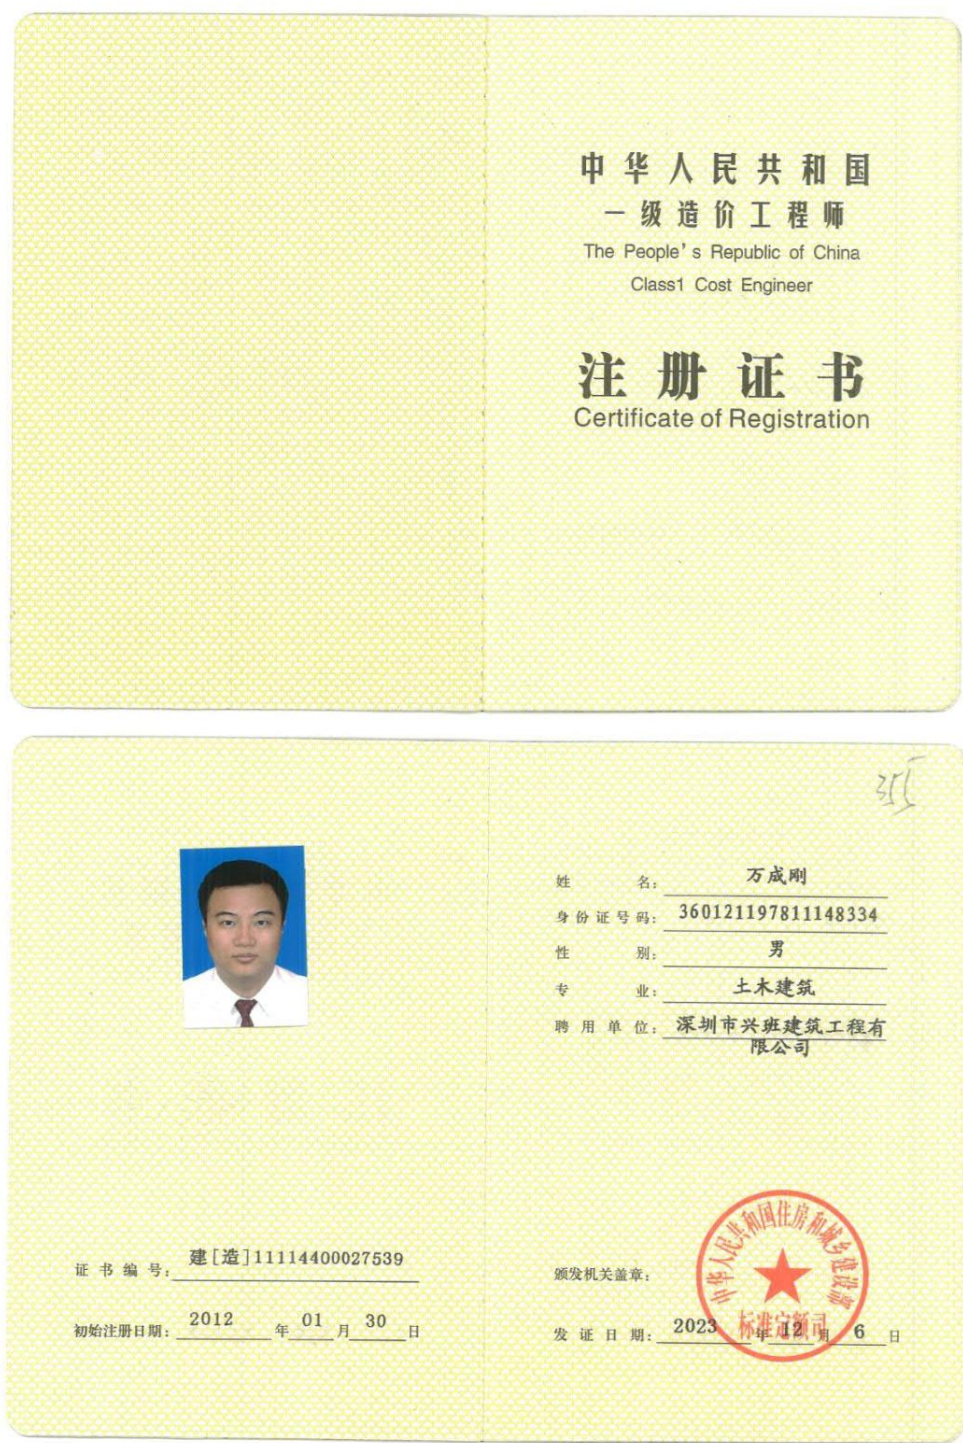 中华人民共和国
一级造价工程师
The People's Republic of China
Class1 Cost Engineer
注册证书
Certificate of Registration
355
姓名：万成刚
身份证号码：360121197811148334
性别：男
专业：土木建筑
聘用单位：深圳市兴班建筑工程有
限公司
证书编号：建[造]11114400027539
初始注册日期：2012年01月30日
颁发机关盖章：
中华人民共和国住房和城乡建设部
标准定额司
发证日期：2023年12月6日